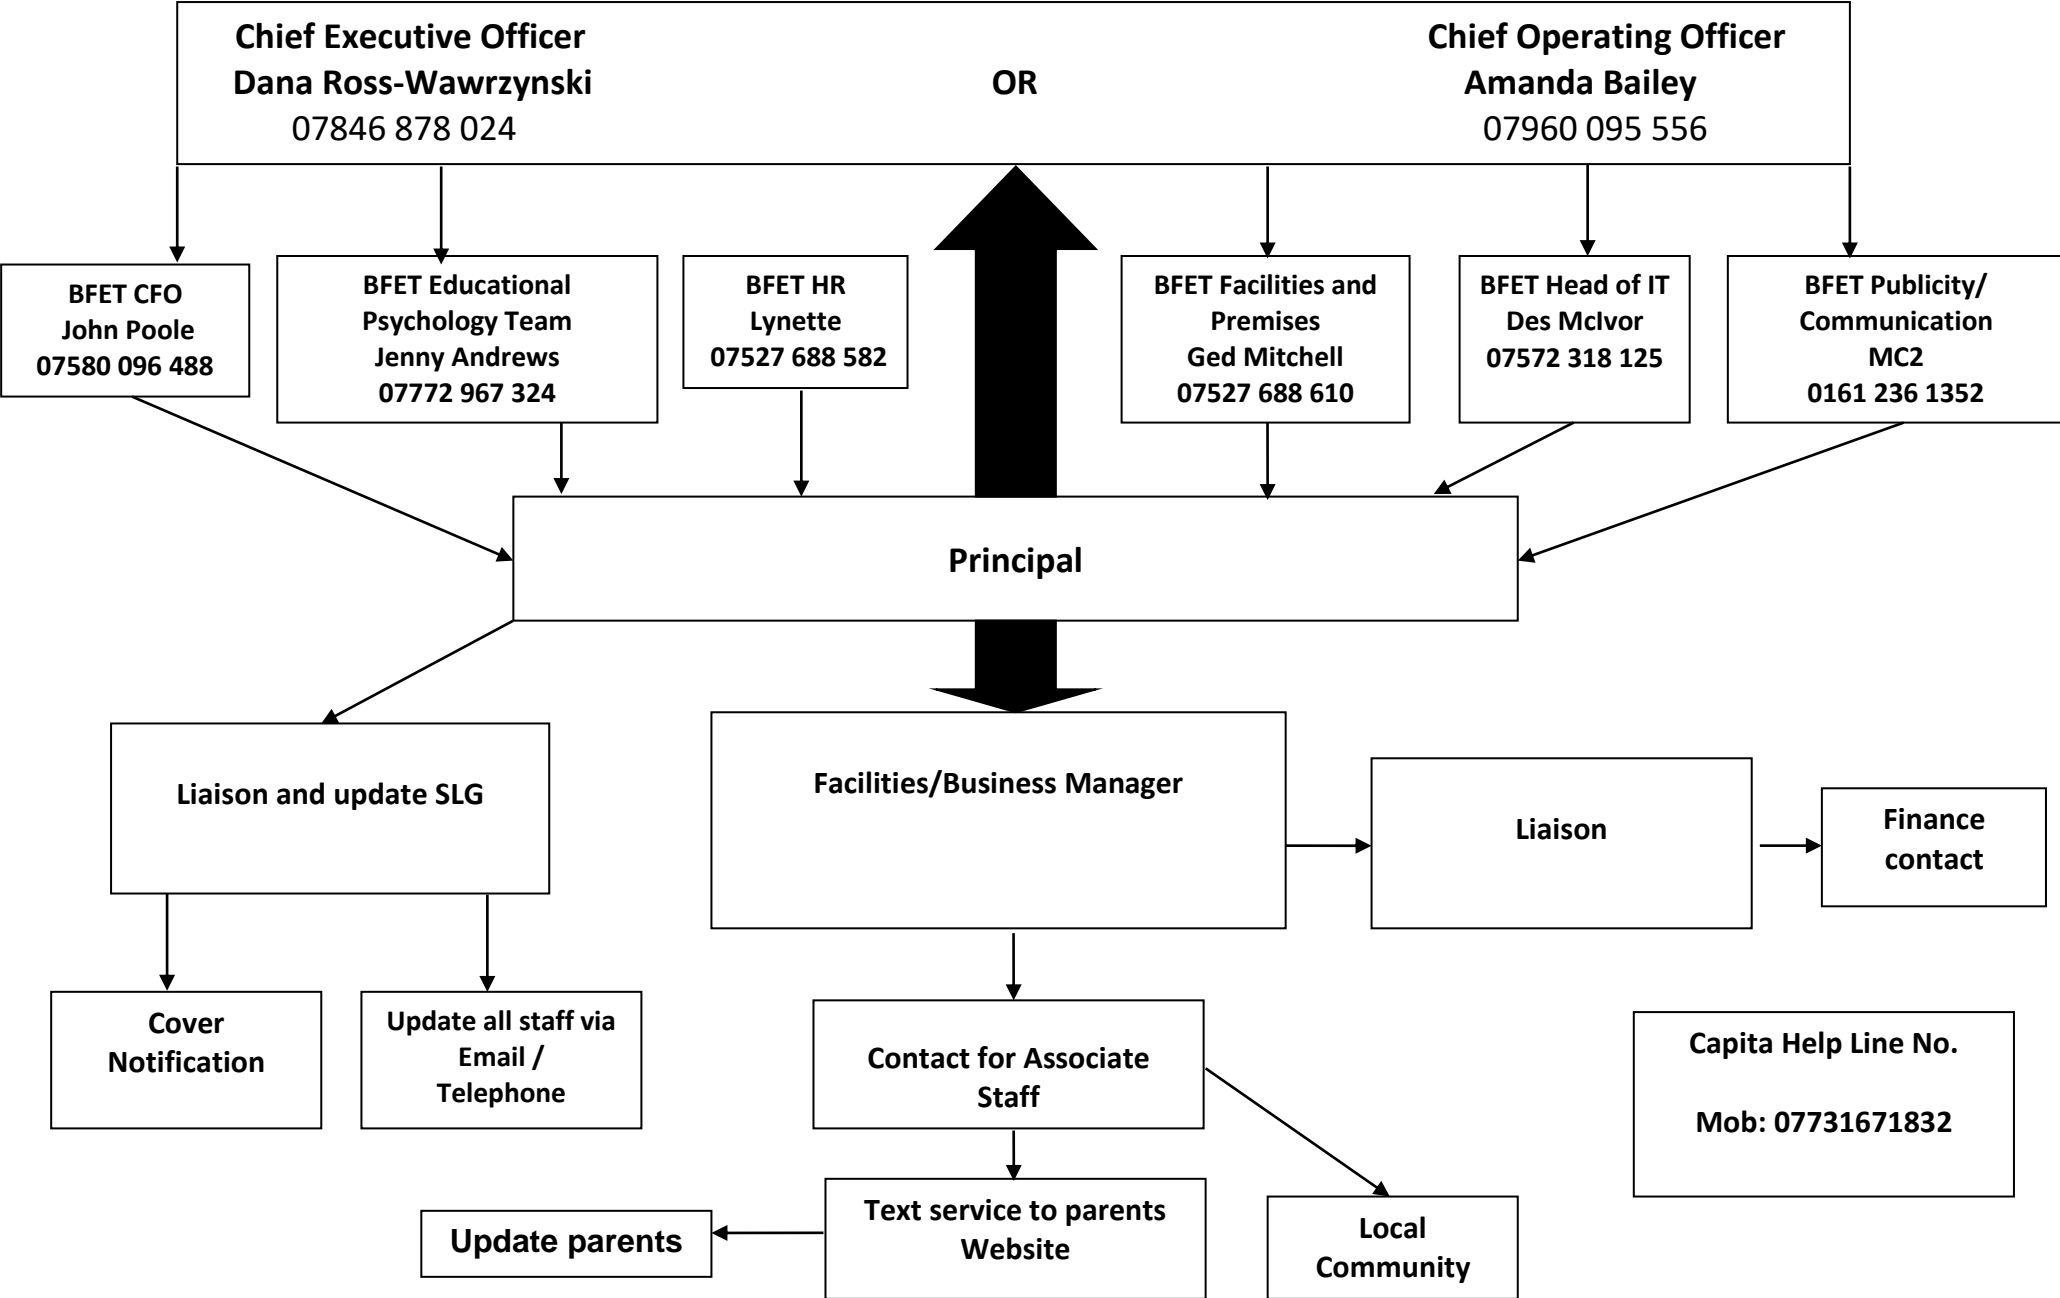 Chief Executive Officer
Dana Ross-Wawrzynski
07846 878 024
OR
Chief Operating Officer
Amanda Bailey
07960 095 556
BFET CFO
John Poole
07580 096 488
BFET Educational
Psychology Team
Jenny Andrews
07772 967 324
BFET HR
Lynette
07527 688 582
BFET Facilities and
Premises
Ged Mitchell
07527 688 610
BFET Head of IT
Des McIvor
07572 318 125
BFET Publicity/
Communication
MC2
0161 236 1352
Principal
Liaison and update SLG
Facilities/Business Manager
Liaison
Finance
contact
Cover
Notification
Update all staff via
Email /
Telephone
Contact for Associate
Staff
Capita Help Line No.
Mob: 07731671832
Update parents
Text service to parents
Website
Local
Community